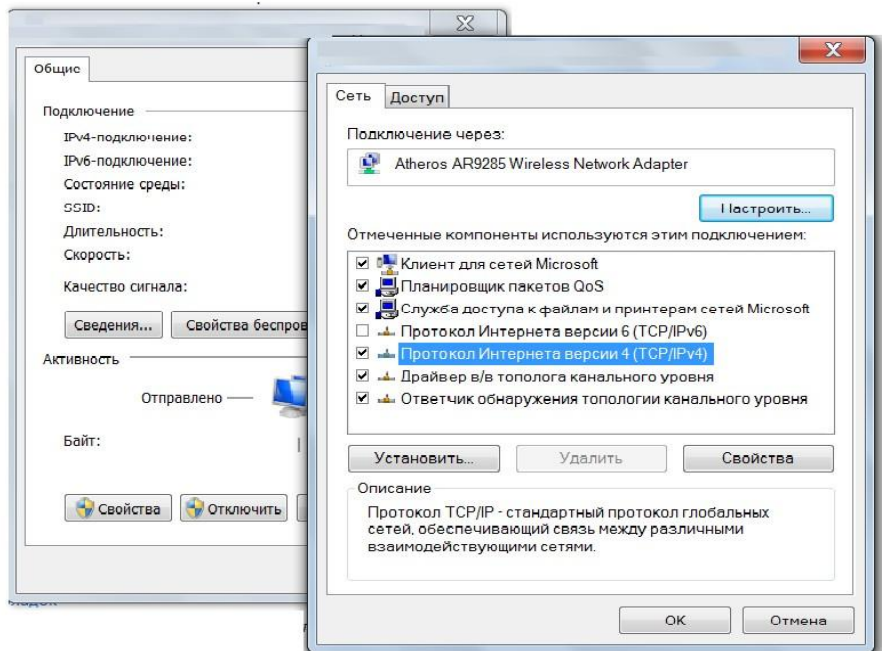 Общие
Подключение
IPv4-подключение:
IPv6-подключение:
Состояние среды:
SSID:
Длительность:
Скорость:
Качество сигнала:
Сведения... Свойства беспров
Активность
Отправлено
Байт:
Свойства Отключить
Сеть Доступ
Подключение через:
Atheros AR9285 Wireless Network Adapter
Настроить...
Отмеченные компоненты используются этим подключением:
Клиент для сетей Microsoft
Планировщик пакетов QoS
Служба доступа к файлам и принтерам сетей Microsoft
Протокол Интернета версии 6 (TCP/IPv6)
Протокол Интернета версии 4 (TCP/IPv4)
Драйвер в/в тополога канального уровня
Ответчик обнаружения топологии канального уровня
Установить... Удалить Свойства
Описание
Протокол TCP/IP - стандартный протокол глобальных
сетей, обеспечивающий связь между различными
взаимодействующими сетями.
OK Отмена